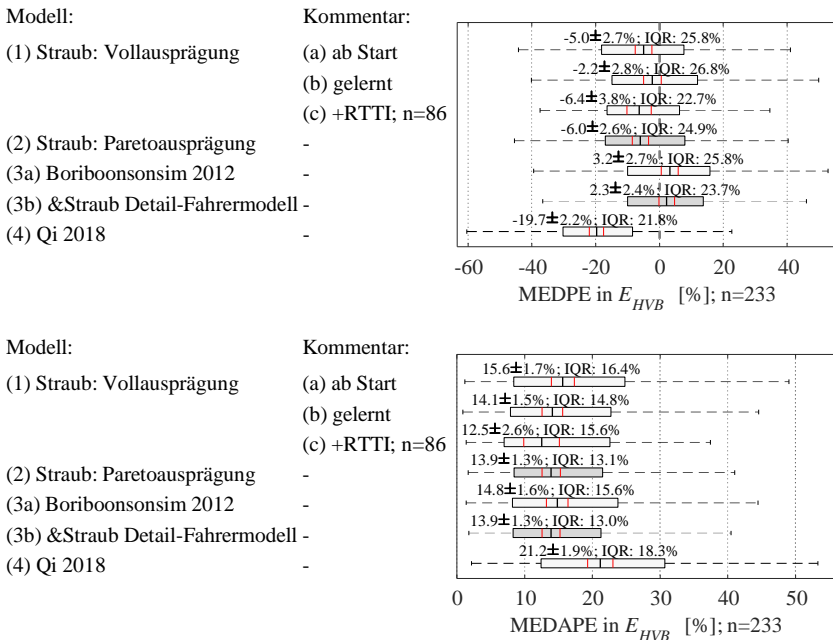 Modell: Kommentar:
(1) Straub: Vollausprägung (a) ab Start -5.0±2.7%; IQR: 25.8%
(b) gelernt -2.2±2.8%; IQR: 26.8%
(c) +RTTI; n=86 -6.4±3.8%; IQR: 22.7%
(2) Straub: Paretoausprägung - -6.0±2.6%; IQR: 24.9%
(3a) Boriboonsonsim 2012 - 3.2±2.7%; IQR: 25.8%
(3b) &Straub Detail-Fahrermodell - 2.3±2.4%; IQR: 23.7%
(4) Qi 2018 - -19.7±2.2%; IQR: 21.8%
-60 -40 -20 0 20 40
MEDPE in E_HVB [%]; n=233
Modell: Kommentar:
(1) Straub: Vollausprägung (a) ab Start 15.6±1.7%; IQR: 16.4%
(b) gelernt 14.1±1.5%; IQR: 14.8%
(c) +RTTI; n=86 12.5±2.6%; IQR: 15.6%
(2) Straub: Paretoausprägung - 13.9±1.3%; IQR: 13.1%
(3a) Boriboonsonsim 2012 - 14.8±1.6%; IQR: 15.6%
(3b) &Straub Detail-Fahrermodell - 13.9±1.3%; IQR: 13.0%
(4) Qi 2018 - 21.2±1.9%; IQR: 18.3%
0 10 20 30 40 50
MEDAPE in E_HVB [%]; n=233